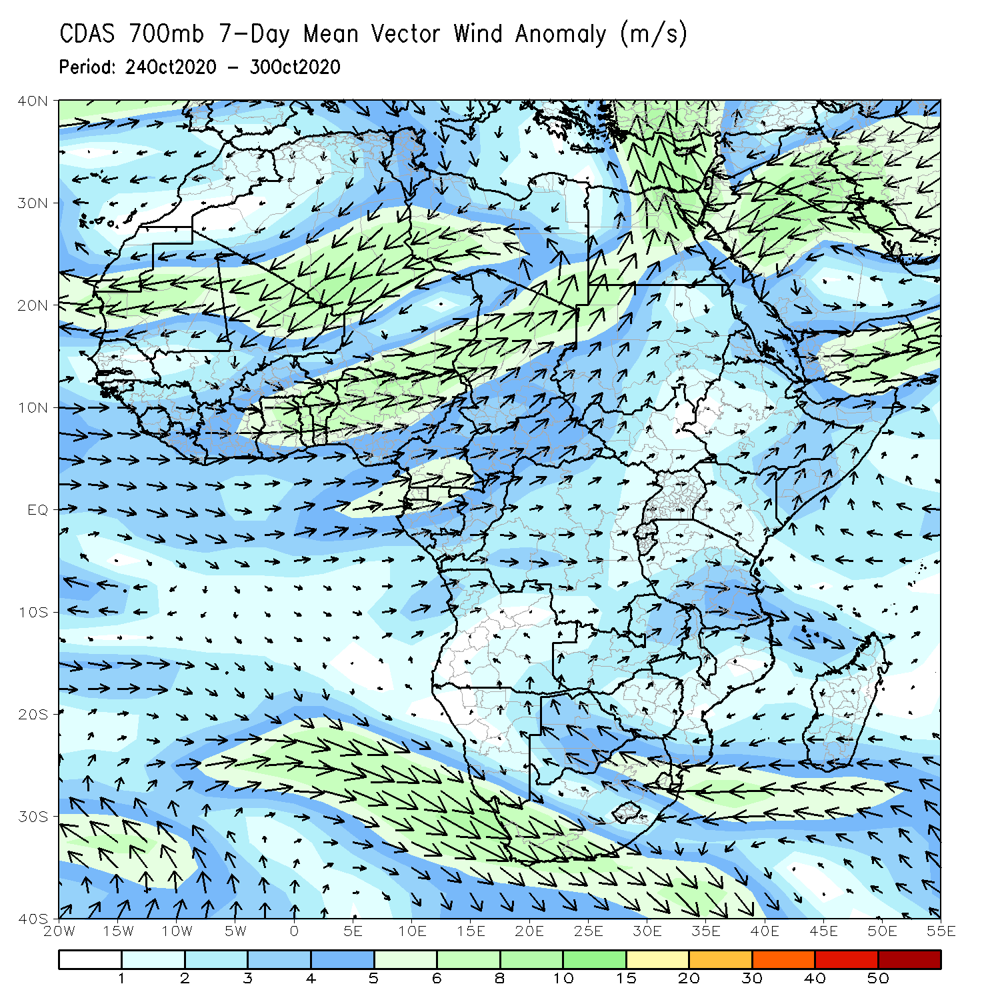 CDAS 700mb 7-Day Mean Vector Wind Anomaly (m/s)
Period: 24Oct2020 - 30Oct2020
40N
30N
20N
10N
EQ
10S
20S
30S
40S
20W 15W 10W 5W 0 5E 10E 15E 20E 25E 30E 35E 40E 45E 50E 55E
1 2 3 4 5 6 8 10 15 20 30 40 50